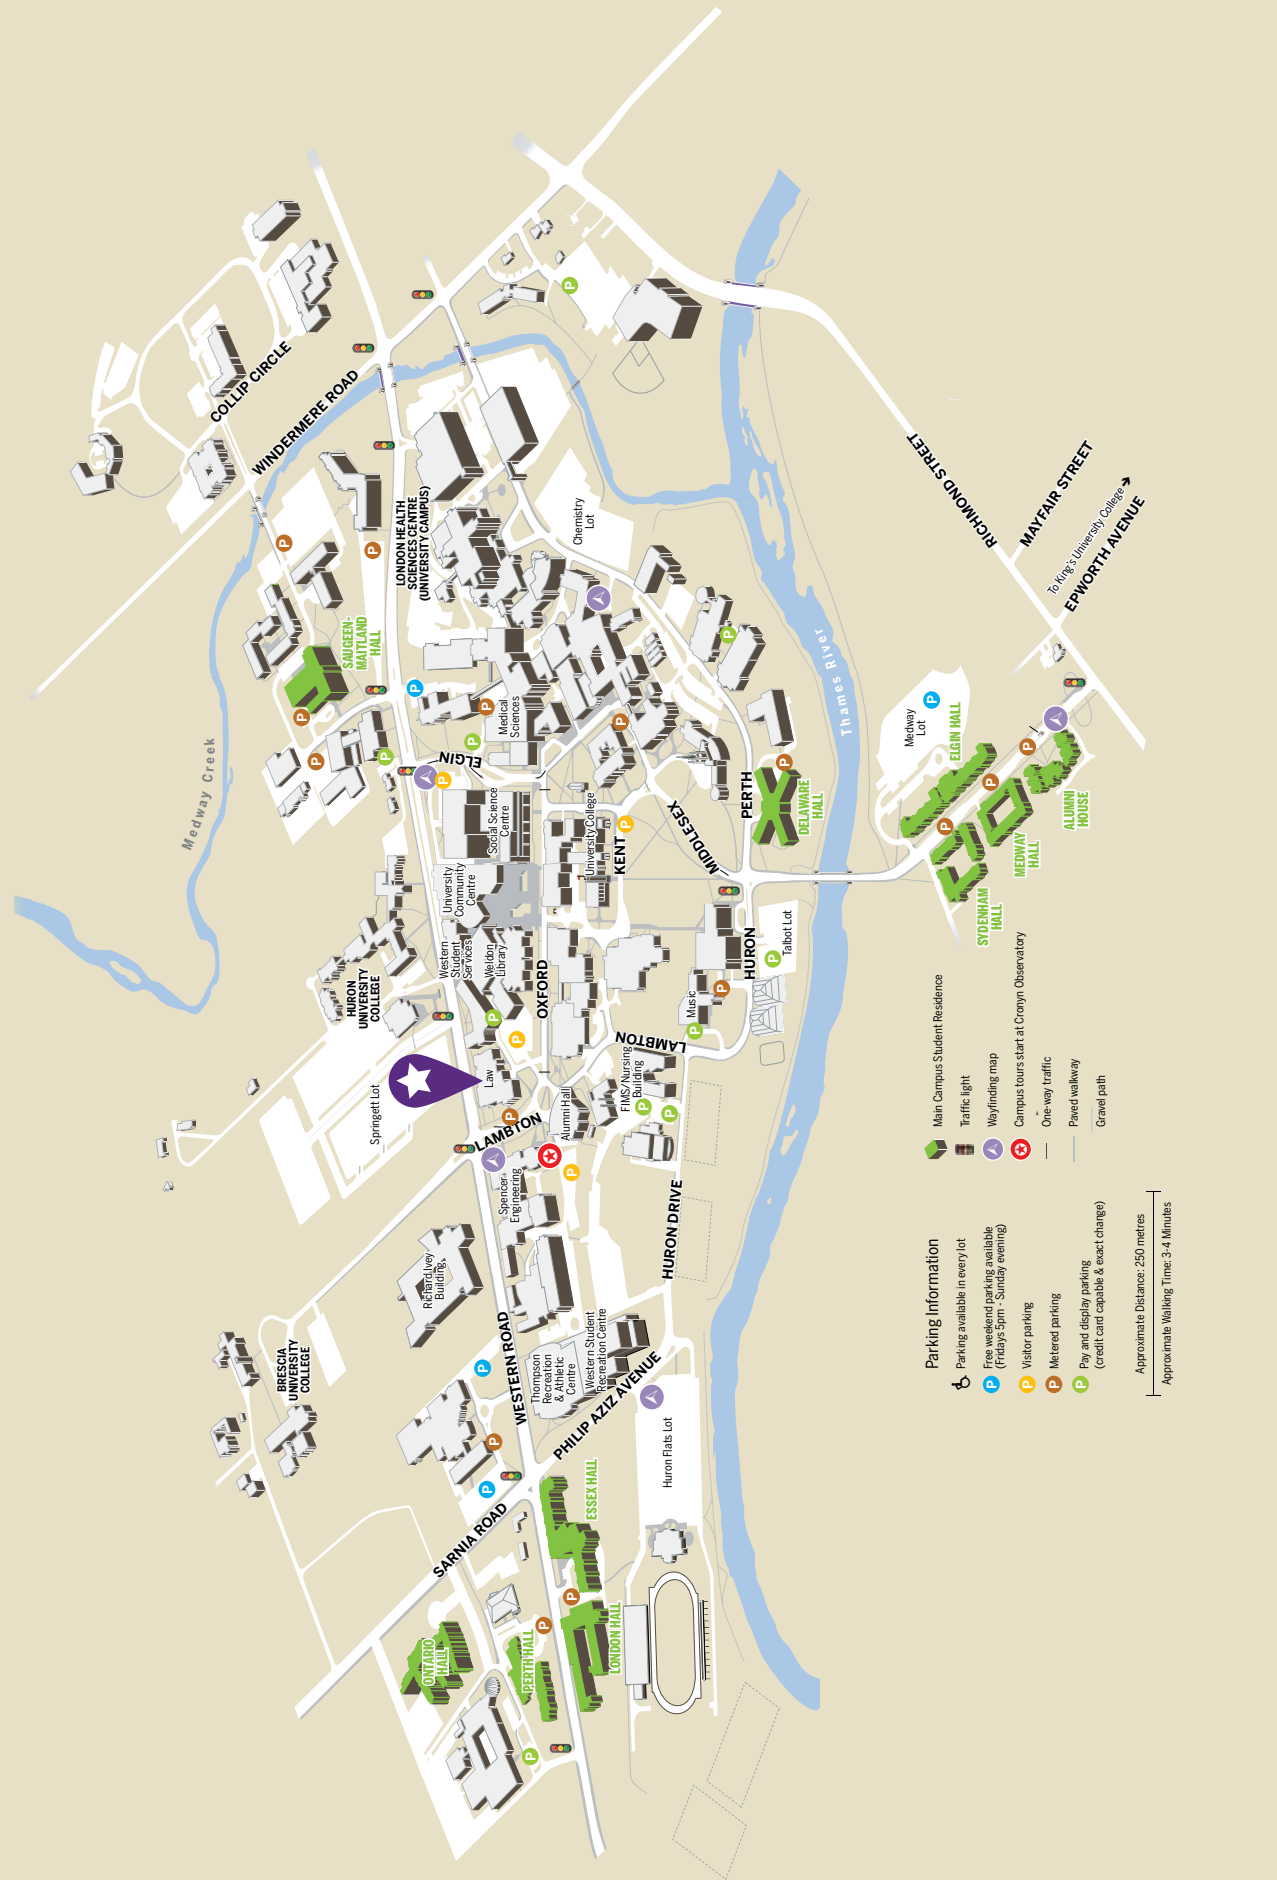 Medway Creek
COLLIP CIRCLE
WINDERMERE ROAD
LONDON HEALTH
SCIENCES CENTRE
(UNIVERSITY CAMPUS)
SAUGEEN-
MAITLAND
HALL
Chemistry
Lot
Medical
Sciences
ELGIN
Social Science
Centre
University College
KENT
MIDDLESEX
PERTH
DELAWARE
HALL
Thames River
RICHMOND STREET
MAYFAIR STREET
To King's University College
EPWORTH AVENUE
Medway
Lot
ELGIN HALL
ALUMNI
HOUSE
MEDWAY
HALL
SYDENHAM
HALL
University
Community
Centre
Western
Student
Services
Weldon
Library
OXFORD
HURON
UNIVERSITY
COLLEGE
HURON
Talbot Lot
Music
LAMBTON
FIMS/Nursing
Building
Law
Alumni Hall
LAMBTON
Springett Lot
Spencer
Engineering
HURON DRIVE
Richard Ivey
Building
WESTERN ROAD
Thompson
Recreation
& Athletic
Centre
Western Student
Recreation Centre
PHILIP AZIZ AVENUE
BRESCIA
UNIVERSITY
COLLEGE
Huron Flats Lot
ESSEX HALL
SARNIA ROAD
LONDON HALL
PERTH HALL
ONTARIO
HALL
Parking Information
Parking available in every lot
P Free weekend parking available
(Fridays 5pm - Sunday evening)
P Visitor parking
P Metered parking
P Pay and display parking
(credit card capable & exact change)
Main Campus Student Residence
Traffic light
Wayfinding map
Campus tours start at Cronyn Observatory
One-way traffic
Paved walkway
Gravel path
Approximate Distance: 250 metres
Approximate Walking Time: 3-4 Minutes